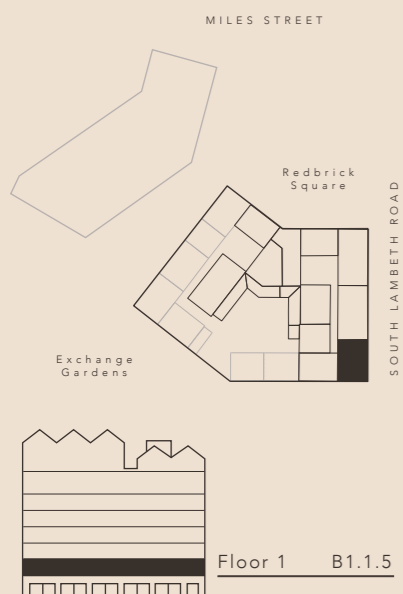 MILES STREET
Redbrick
Square
SOUTH LAMBETH ROAD
Exchange
Gardens
Floor 1 B1.1.5